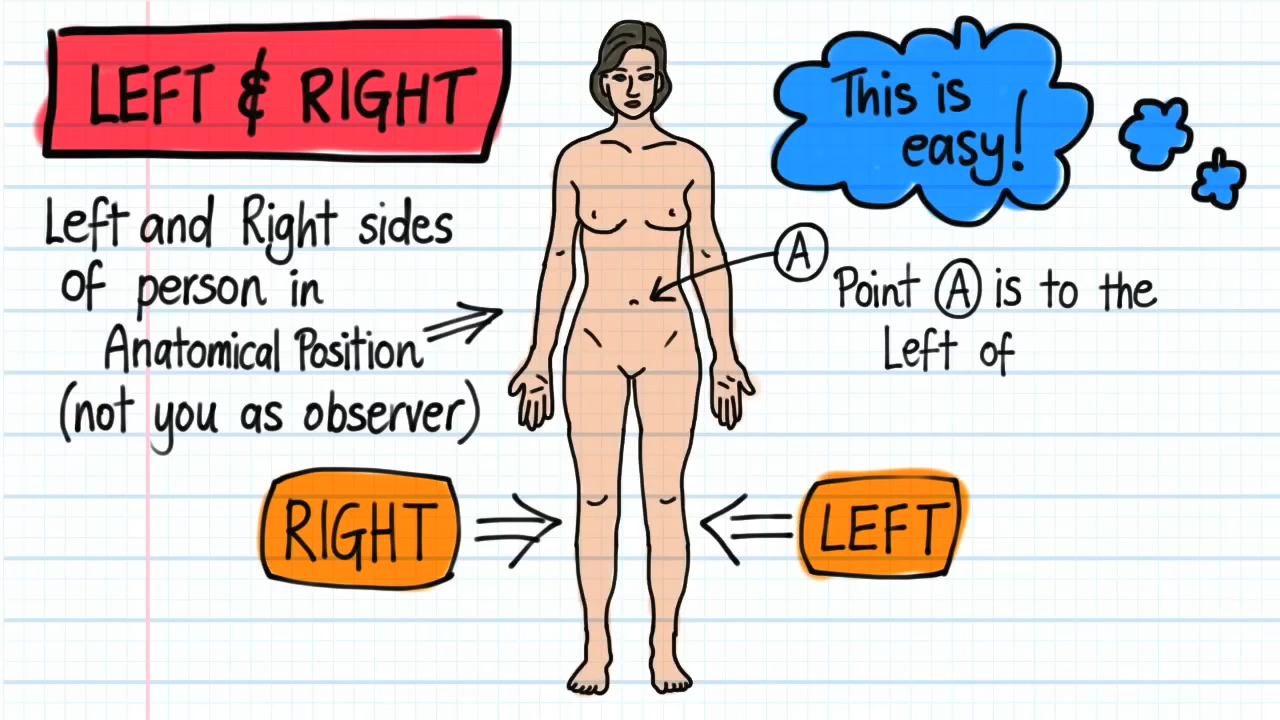 LEFT & RIGHT
This is
easy!
Left and Right sides
of person in
Anatomical Position
(not you as observer)
A
Point A is to the
Left of
RIGHT
LEFT